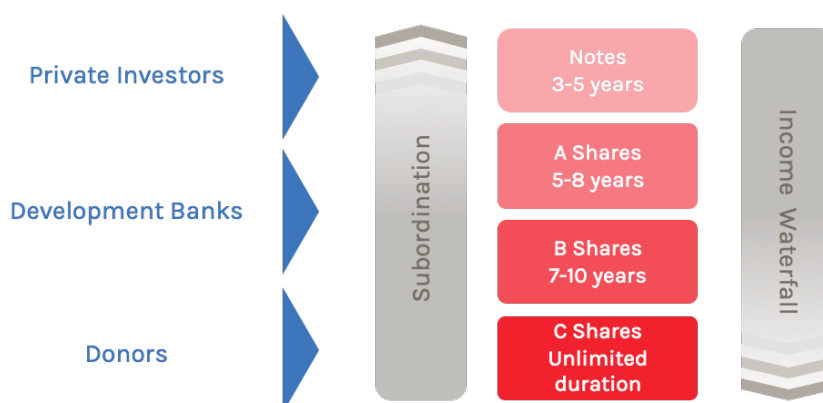 Private Investors
Development Banks
Donors
Subordination
Notes
3-5 years
A Shares
5-8 years
B Shares
7-10 years
C Shares
Unlimited
duration
Income Waterfall